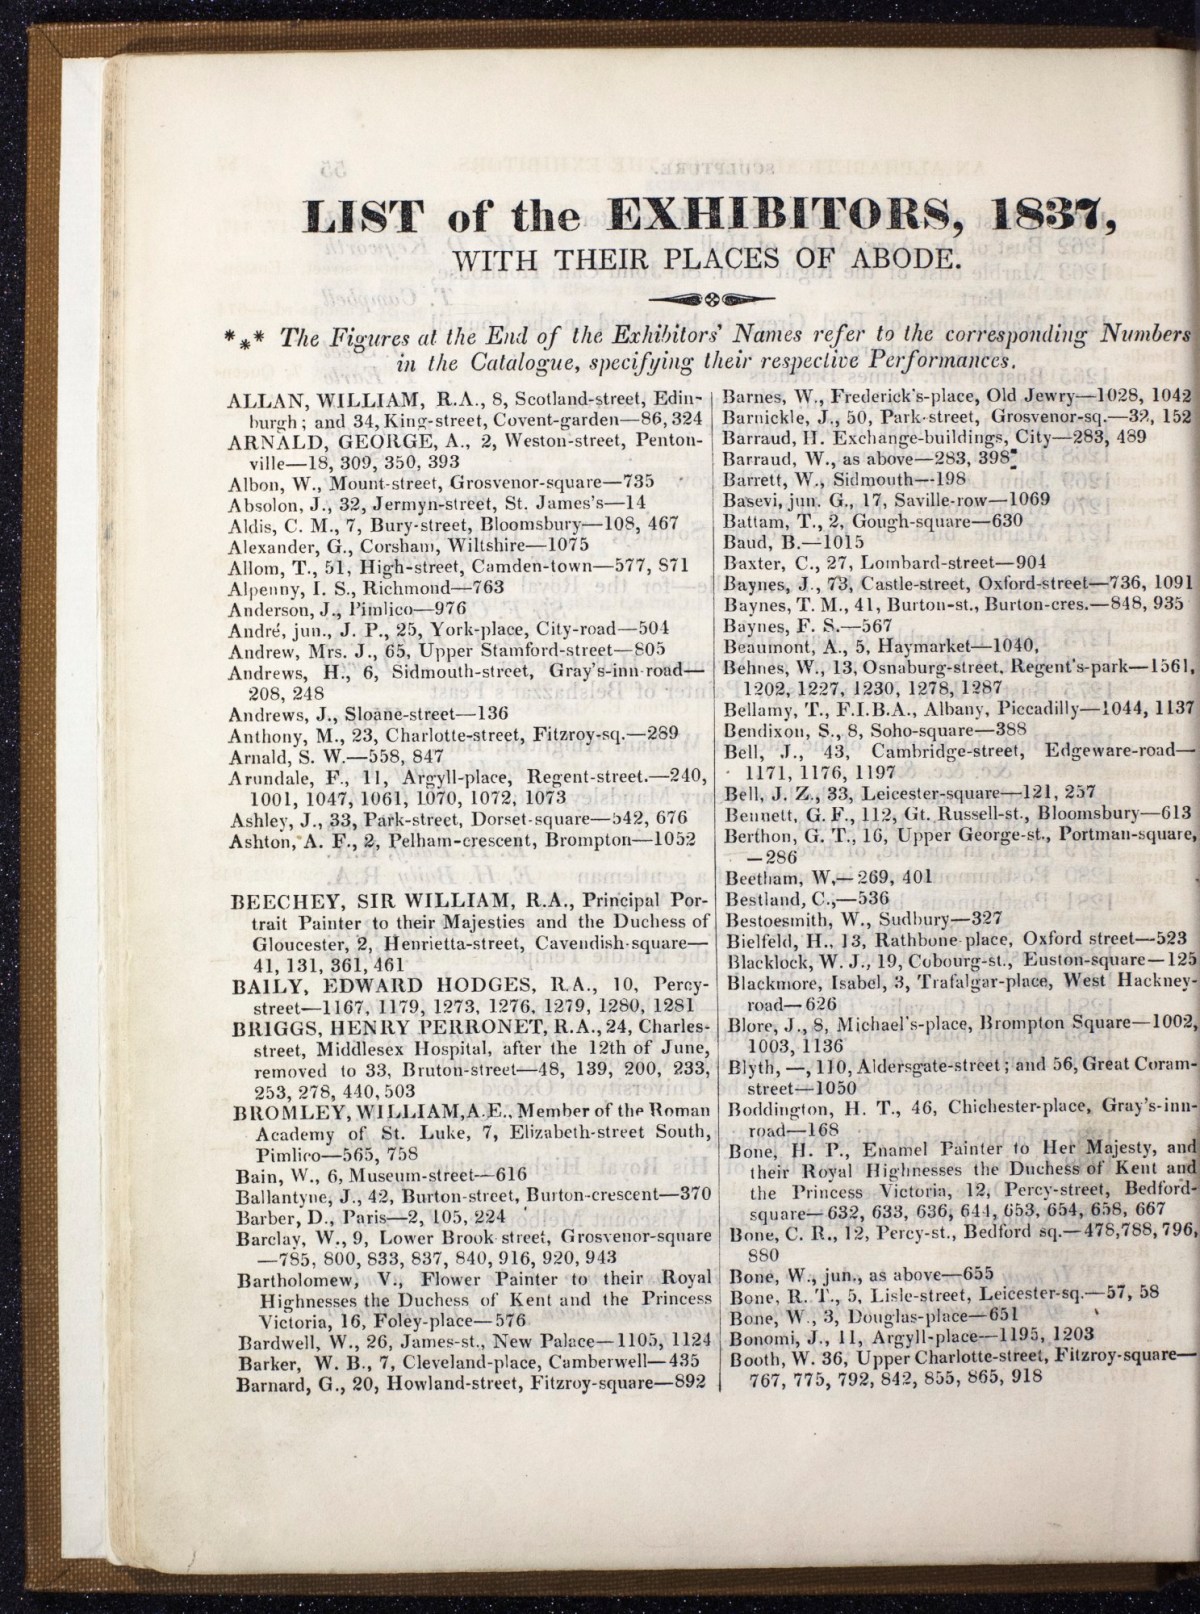 LIST of the EXHIBITORS, 1837,
WITH THEIR PLACES OF ABODE.
*⁎* The Figures at the End of the Exhibitors' Names refer to the corresponding Numbers
in the Catalogue, specifying their respective Performances.
ALLAN, WILLIAM, R.A., 8, Scotland-street, Edin-
burgh; and 34, King-street, Covent-garden—86, 324
ARNALD, GEORGE, A., 2, Weston-street, Penton-
ville—18, 309, 350, 393
Albon, W., Mount-street, Grosvenor-square—735
Absolon, J., 32, Jermyn-street, St. James's—14
Aldis, C. M., 7, Bury-street, Bloomsbury—108, 467
Alexander, G., Corsham, Wiltshire—1075
Allom, T., 51, High-street, Camden-town—577, 871
Alpenny, I. S., Richmond—763
Anderson, J., Pimlico—976
André, jun., J. P., 25, York-place, City-road—504
Andrew, Mrs. J., 65, Upper Stamford-street—805
Andrews, H., 6, Sidmouth-street, Gray's-inn-road—
208, 248
Andrews, J., Sloane-street—136
Anthony, M., 23, Charlotte-street, Fitzroy-sq.—289
Arnald, S. W.—558, 847
Arundale, F., 11, Argyll-place, Regent-street.—240,
1001, 1047, 1061, 1070, 1072, 1073
Ashley, J., 33, Park-street, Dorset-square—542, 676
Ashton, A. F., 2, Pelham-crescent, Brompton—1052
BEECHEY, SIR WILLIAM, R.A., Principal Por-
trait Painter to their Majesties and the Duchess of
Gloucester, 2, Henrietta-street, Cavendish-square—
41, 131, 361, 461
BAILY, EDWARD HODGES, R.A., 10, Percy-
street—1167, 1179, 1273, 1276, 1279, 1280, 1281
BRIGGS, HENRY PERRONET, R.A., 24, Charles-
street, Middlesex Hospital, after the 12th of June,
removed to 33, Bruton-street—48, 139, 200, 233,
253, 278, 440, 503
BROMLEY, WILLIAM, A.E., Member of the Roman
Academy of St. Luke, 7, Elizabeth-street South,
Pimlico—565, 758
Bain, W., 6, Museum-street—616
Ballantyne, J., 42, Burton-street, Burton-crescent—370
Barber, D., Paris—2, 105, 224
Barclay, W., 9, Lower Brook street, Grosvenor-square
—785, 800, 833, 837, 840, 916, 920, 943
Bartholomew, V., Flower Painter to their Royal
Highnesses the Duchess of Kent and the Princess
Victoria, 16, Foley-place—576
Bardwell, W., 26, James-st., New Palace—1105, 1124
Barker, W. B., 7, Cleveland-place, Camberwell—435
Barnard, G., 20, Howland-street, Fitzroy-square—892
Barnes, W., Frederick's-place, Old Jewry—1028, 1042
Barnickle, J., 50, Park-street, Grosvenor-sq.—32, 152
Barraud, H. Exchange-buildings, City—283, 489
Barraud, W., as above—283, 398
Barrett, W., Sidmouth—198
Basevi, jun. G., 17, Saville-row—1069
Battam, T., 2, Gough-square—630
Baud, B.—1015
Baxter, C., 27, Lombard-street—904
Baynes, J., 73, Castle-street, Oxford-street—736, 1091
Baynes, T. M., 41, Burton-st., Burton-cres.—848, 935
Baynes, F. S.—567
Beaumont, A., 5, Haymarket—1040,
Behnes, W., 13, Osnaburg-street, Regent's-park—1561,
1202, 1227, 1230, 1278, 1287
Bellamy, T., F.I.B.A., Albany, Piccadilly—1044, 1137
Bendixon, S., 8, Soho-square—388
Bell, J., 43, Cambridge-street, Edgeware-road—
1171, 1176, 1197
Bell, J. Z., 33, Leicester-square—121, 257
Bennett, G. F., 112, Gt. Russell-st., Bloomsbury—613
Berthon, G. T., 16, Upper George-st., Portman-square,
—286
Beetham, W,—269, 401
Bestland, C.,—536
Bestoesmith, W., Sudbury—327
Bielfeld, H., 13, Rathbone-place, Oxford street—523
Blacklock, W. J., 19, Cobourg-st., Euston-square—125
Blackmore, Isabel, 3, Trafalgar-place, West Hackney-
road—626
Blore, J., 8, Michael's-place, Brompton Square—1002,
1003, 1136
Blyth, —, 110, Aldersgate-street; and 56, Great Coram-
street—1050
Boddington, H. T., 46, Chichester-place, Gray's-inn-
road—168
Bone, H. P., Enamel Painter to Her Majesty, and
their Royal Highnesses the Duchess of Kent and
the Princess Victoria, 12, Percy-street, Bedford-
square—632, 633, 636, 644, 653, 654, 658, 667
Bone, C. R., 12, Percy-st., Bedford sq.—478, 788, 796,
880
Bone, W., jun., as above—655
Bone, R. T., 5, Lisle-street, Leicester-sq.—57, 58
Bone, W., 3, Douglas-place—651
Bonomi, J., 11, Argyll-place—1195, 1203
Booth, W. 36, Upper Charlotte-street, Fitzroy-square—
767, 775, 792, 842, 855, 865, 918